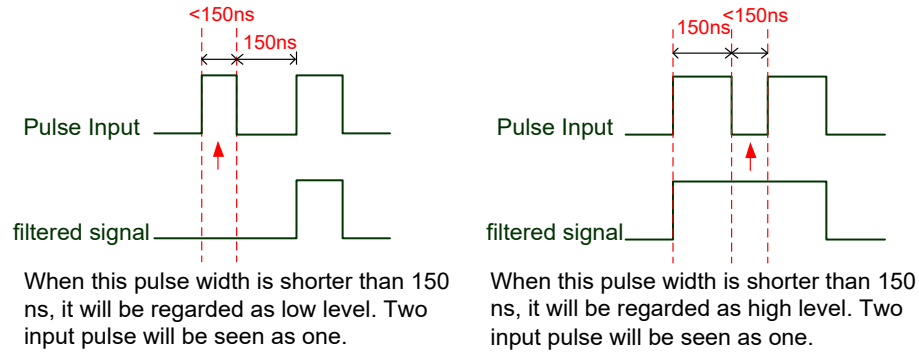 <150ns
150ns
Pulse Input
filtered signal
When this pulse width is shorter than 150
ns, it will be regarded as low level. Two
input pulse will be seen as one.
<150ns
150ns
Pulse Input
filtered signal
When this pulse width is shorter than 150
ns, it will be regarded as high level. Two
input pulse will be seen as one.